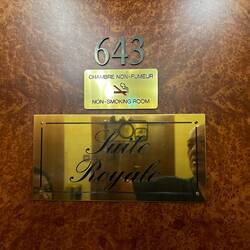 643
CHAMBRE NON-FUMEUR
NON-SMOKING ROOM
Suite
Royale